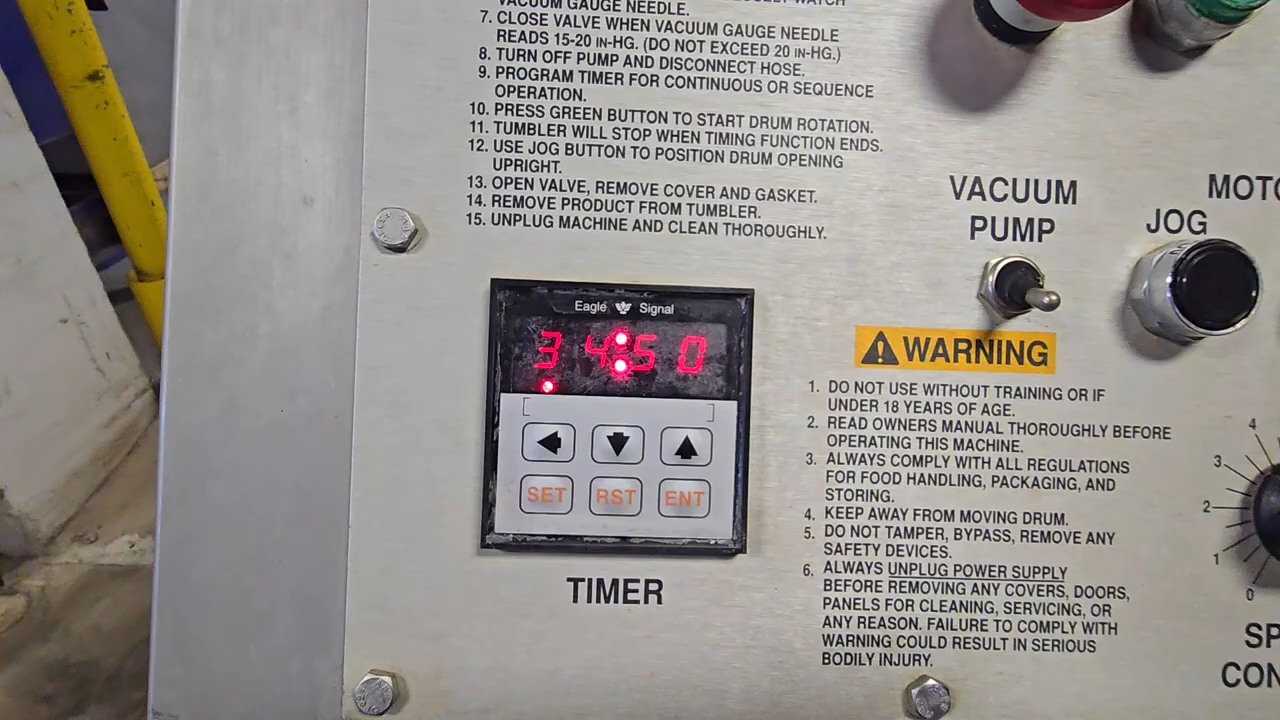 VACUUM GAUGE NEEDLE.
7. CLOSE VALVE WHEN VACUUM GAUGE NEEDLE
READS 15-20 IN-HG. (DO NOT EXCEED 20 IN-HG.)
8. TURN OFF PUMP AND DISCONNECT HOSE.
9. PROGRAM TIMER FOR CONTINUOUS OR SEQUENCE
OPERATION.
10. PRESS GREEN BUTTON TO START DRUM ROTATION.
11. TUMBLER WILL STOP WHEN TIMING FUNCTION ENDS.
12. USE JOG BUTTON TO POSITION DRUM OPENING
UPRIGHT.
13. OPEN VALVE, REMOVE COVER AND GASKET.
14. REMOVE PRODUCT FROM TUMBLER.
15. UNPLUG MACHINE AND CLEAN THOROUGHLY.
VACUUM
PUMP
MOTO
JOG
Eagle Signal
34:50
SET RST ENT
TIMER
WARNING
1. DO NOT USE WITHOUT TRAINING OR IF
UNDER 18 YEARS OF AGE.
2. READ OWNERS MANUAL THOROUGHLY BEFORE
OPERATING THIS MACHINE.
3. ALWAYS COMPLY WITH ALL REGULATIONS
FOR FOOD HANDLING, PACKAGING, AND
STORING.
4. KEEP AWAY FROM MOVING DRUM.
5. DO NOT TAMPER, BYPASS, REMOVE ANY
SAFETY DEVICES.
6. ALWAYS UNPLUG POWER SUPPLY
BEFORE REMOVING ANY COVERS, DOORS,
PANELS FOR CLEANING, SERVICING, OR
ANY REASON. FAILURE TO COMPLY WITH
WARNING COULD RESULT IN SERIOUS
BODILY INJURY.
4
3
2
1
0
SP
CON